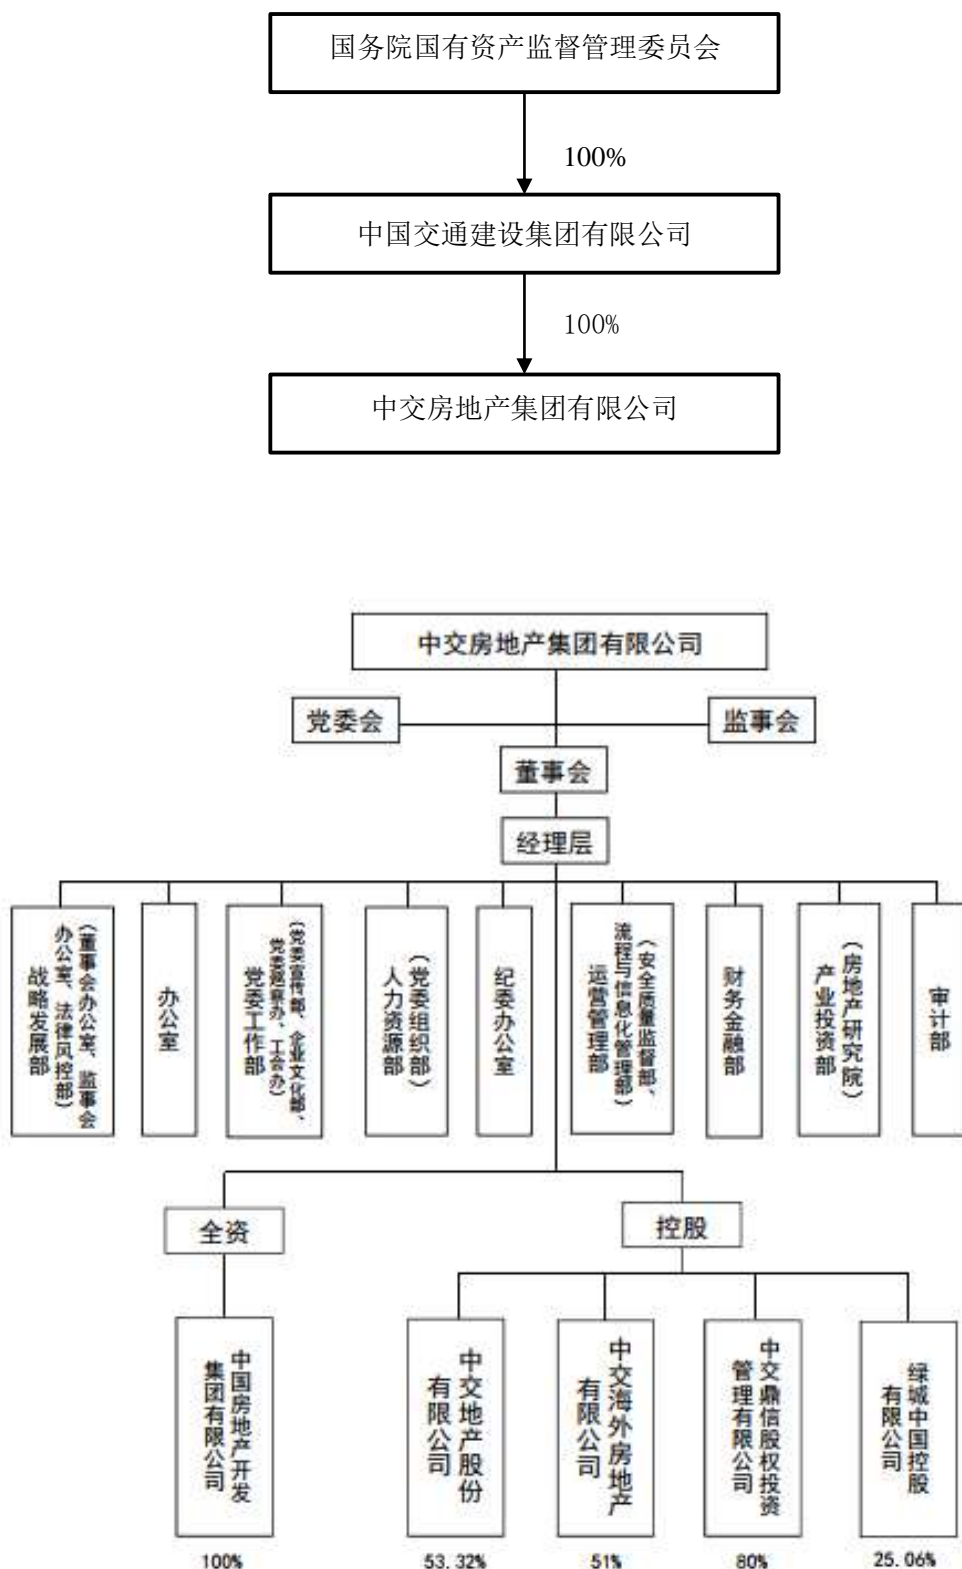 国务院国有资产监督管理委员会
100%
中国交通建设集团有限公司
100%
中交房地产集团有限公司
中交房地产集团有限公司
党委会
监事会
董事会
经理层
战略发展部
（董事会办公室、监事会
办公室、法律风控部）
办公室
党委工作部
（党委宣传部、企业文化部、
党委巡察办、工会办）
人力资源部
（党委组织部）
纪委办公室
运营管理部
（安全质量监督部、
流程与信息化管理部）
财务金融部
产业投资部
（房地产研究院）
审计部
全资
控股
中国房地产开发
集团有限公司
中交地产股份
有限公司
中交海外房地产
有限公司
中交鼎信股权投资
管理有限公司
绿城中国控股
有限公司
100%
53.32%
51%
80%
25.06%